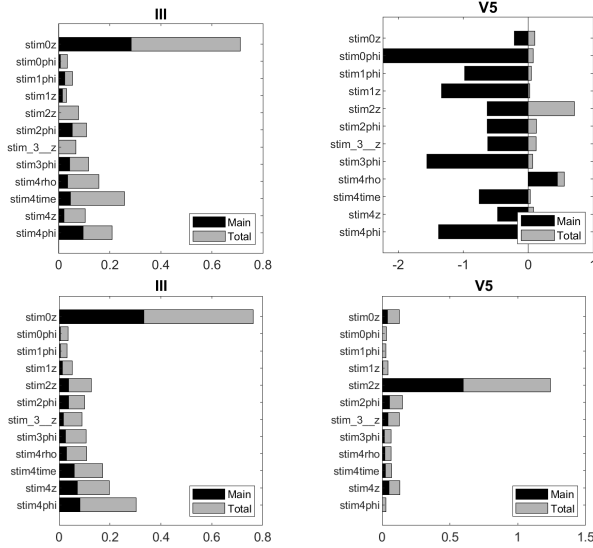 III
stim0z
stim0phi
stim1phi
stim1z
stim2z
stim2phi
stim_3__z
stim3phi
stim4rho
stim4time
stim4z
stim4phi
Main
Total
0
0.2
0.4
0.6
0.8
V5
stim0z
stim0phi
stim1phi
stim1z
stim2z
stim2phi
stim_3__z
stim3phi
stim4rho
stim4time
stim4z
stim4phi
Main
Total
-2
-1
0
1
III
stim0z
stim0phi
stim1phi
stim1z
stim2z
stim2phi
stim_3__z
stim3phi
stim4rho
stim4time
stim4z
stim4phi
Main
Total
0
0.2
0.4
0.6
0.8
V5
stim0z
stim0phi
stim1phi
stim1z
stim2z
stim2phi
stim_3__z
stim3phi
stim4rho
stim4time
stim4z
stim4phi
Main
Total
0
0.5
1
1.5